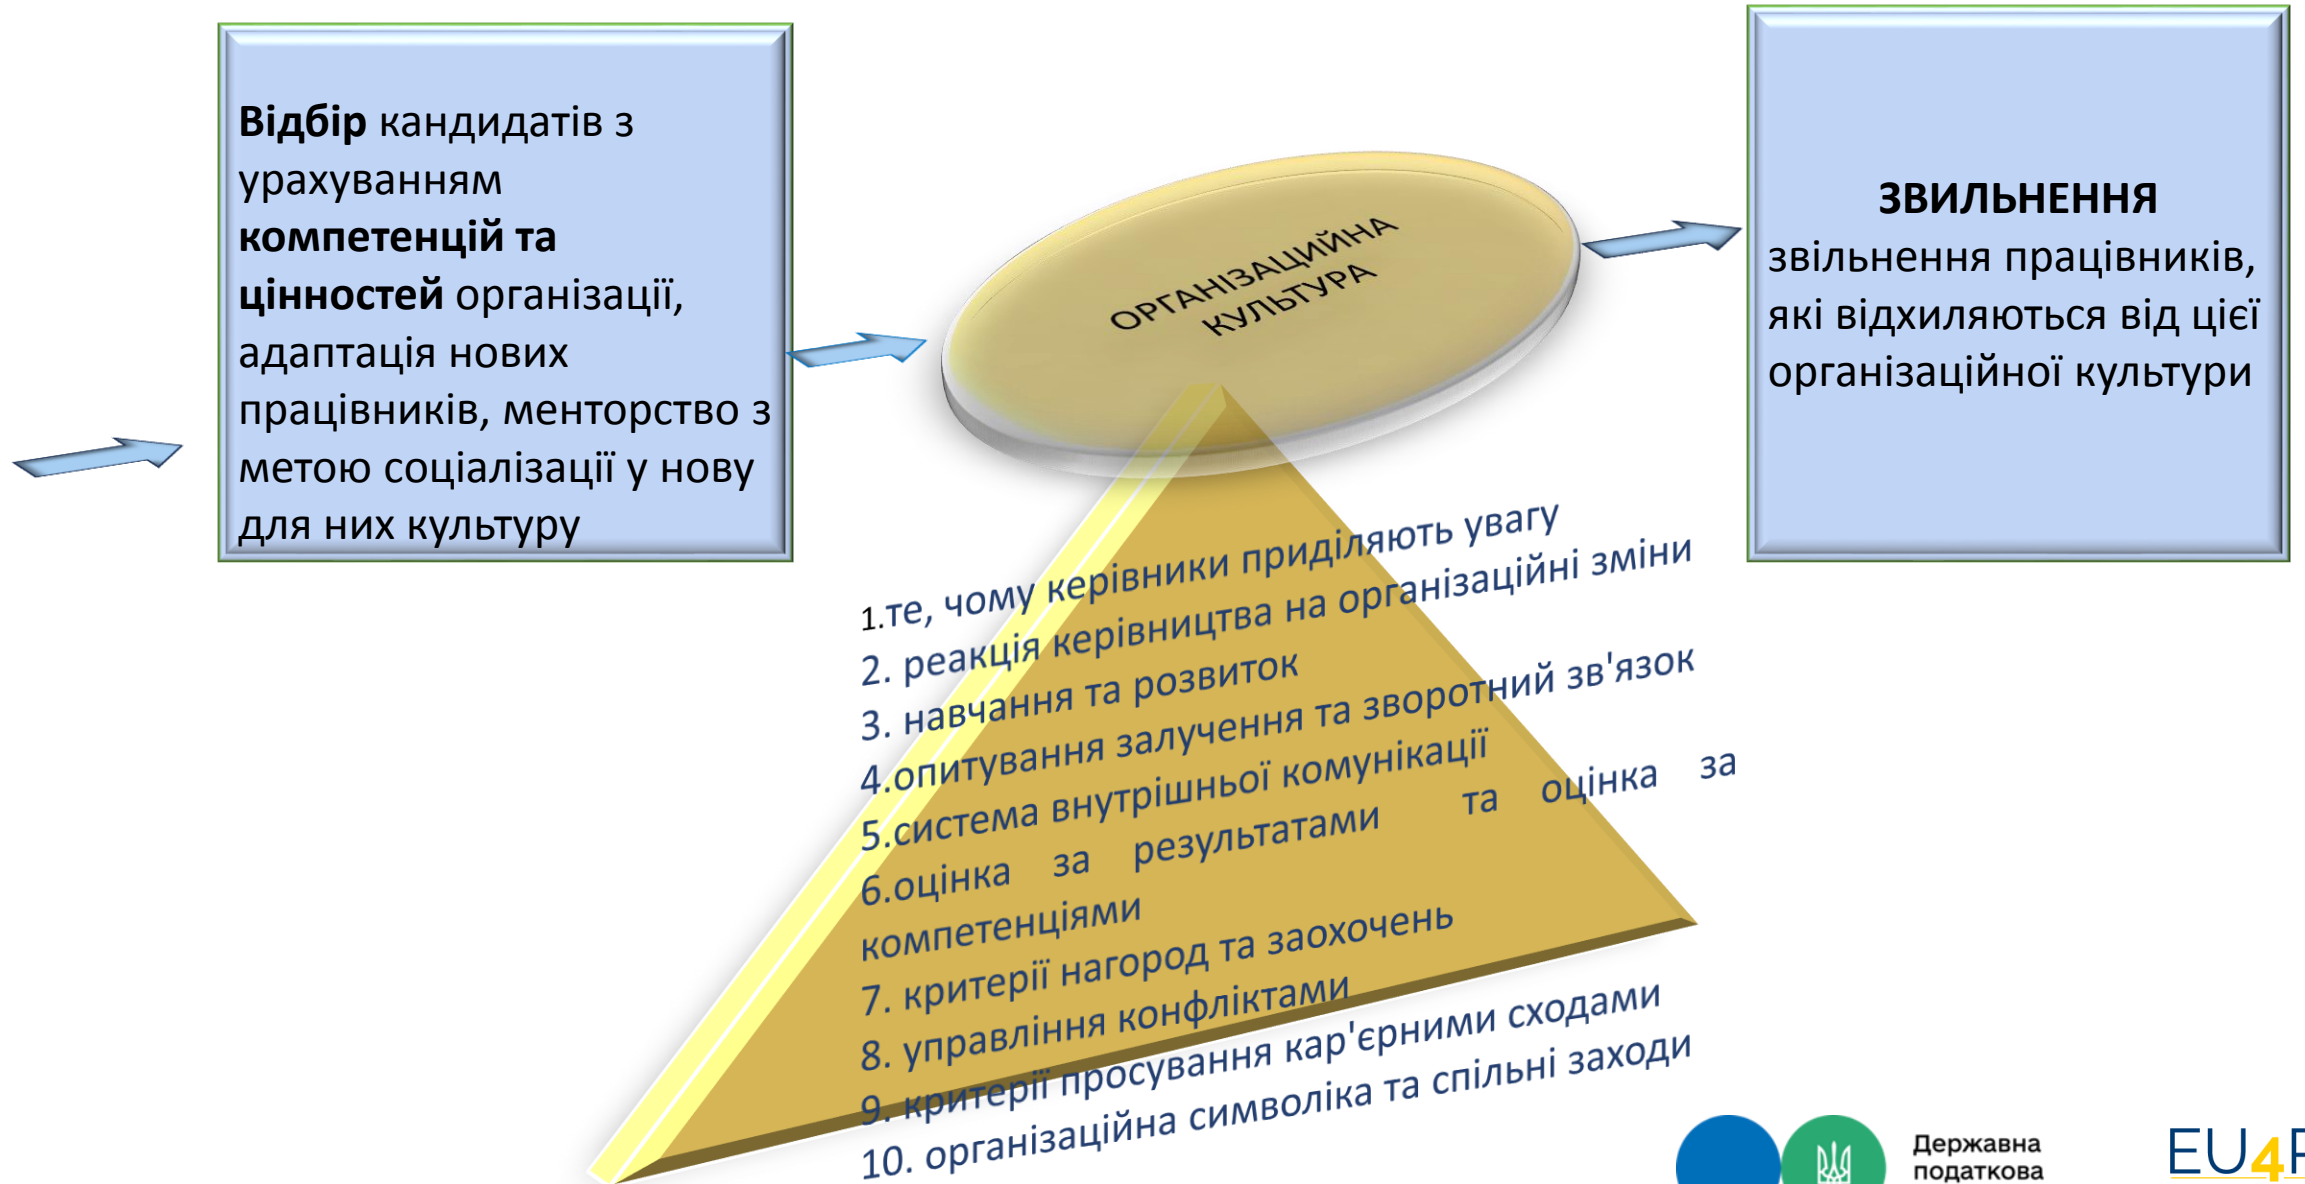 Відбір кандидатів з
урахуванням
компетенцій та
цінностей організації,
адаптація нових
працівників, менторство з
метою соціалізації у нову
для них культуру
ОРГАНІЗАЦИЙНА
КУЛЬТУРА
ЗВИЛЬНЕННЯ
звільнення працівників,
які відхиляються від цієї
організаційної культури
1.те, чому керівники приділяють увагу
2. реакція керівництва на організаційні зміни
3. навчання та розвиток
4.опитування залучення та зворотний зв'язок
5.система внутрішньої комунікації
6.оцінка за результатами та оцінка за
компетенціями
7. критерії нагород та заохочень
8. управління конфліктами
9. критерії просування кар'єрними сходами
10. організаційна символіка та спільні заходи
Державна
податкова
EU4P